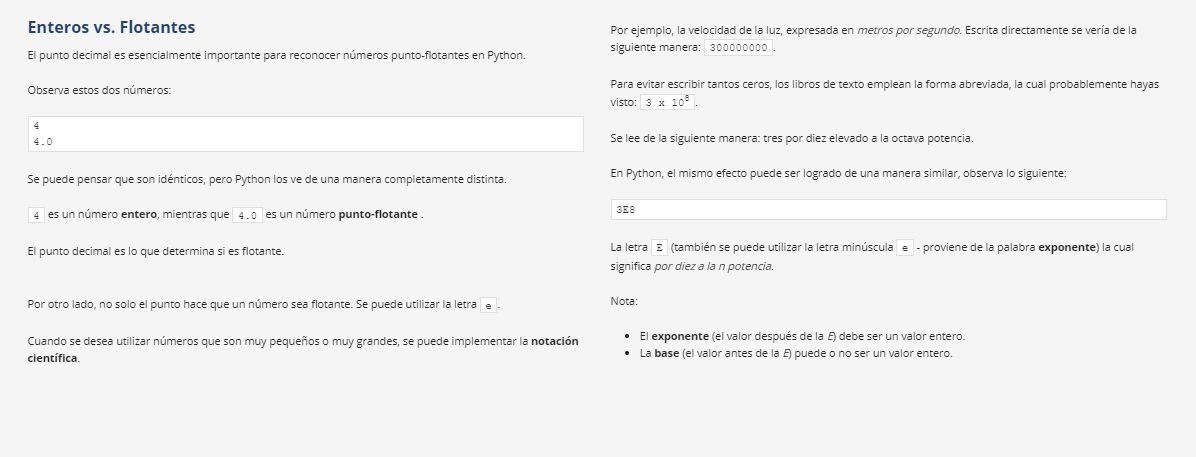 Enteros vs. Flotantes
El punto decimal es esencialmente importante para reconocer números punto-flotantes en Python.
Observa estos dos números:
4
4.0
Se puede pensar que son idénticos, pero Python los ve de una manera completamente distinta.
4 es un número entero, mientras que 4.0 es un número punto-flotante .
El punto decimal es lo que determina si es flotante.
Por otro lado, no solo el punto hace que un número sea flotante. Se puede utilizar la letra e .
Cuando se desea utilizar números que son muy pequeños o muy grandes, se puede implementar la notación
científica.
Por ejemplo, la velocidad de la luz, expresada en metros por segundo. Escrita directamente se vería de la
siguiente manera: 300000000 .
Para evitar escribir tantos ceros, los libros de texto emplean la forma abreviada, la cual probablemente hayas
visto: 3 x 10⁸ .
Se lee de la siguiente manera: tres por diez elevado a la octava potencia.
En Python, el mismo efecto puede ser logrado de una manera similar, observa lo siguiente:
3E8
La letra E (también se puede utilizar la letra minúscula e - proviene de la palabra exponente) la cual
significa por diez a la n potencia.
Nota:
• El exponente (el valor después de la E) debe ser un valor entero.
• La base (el valor antes de la E) puede o no ser un valor entero.